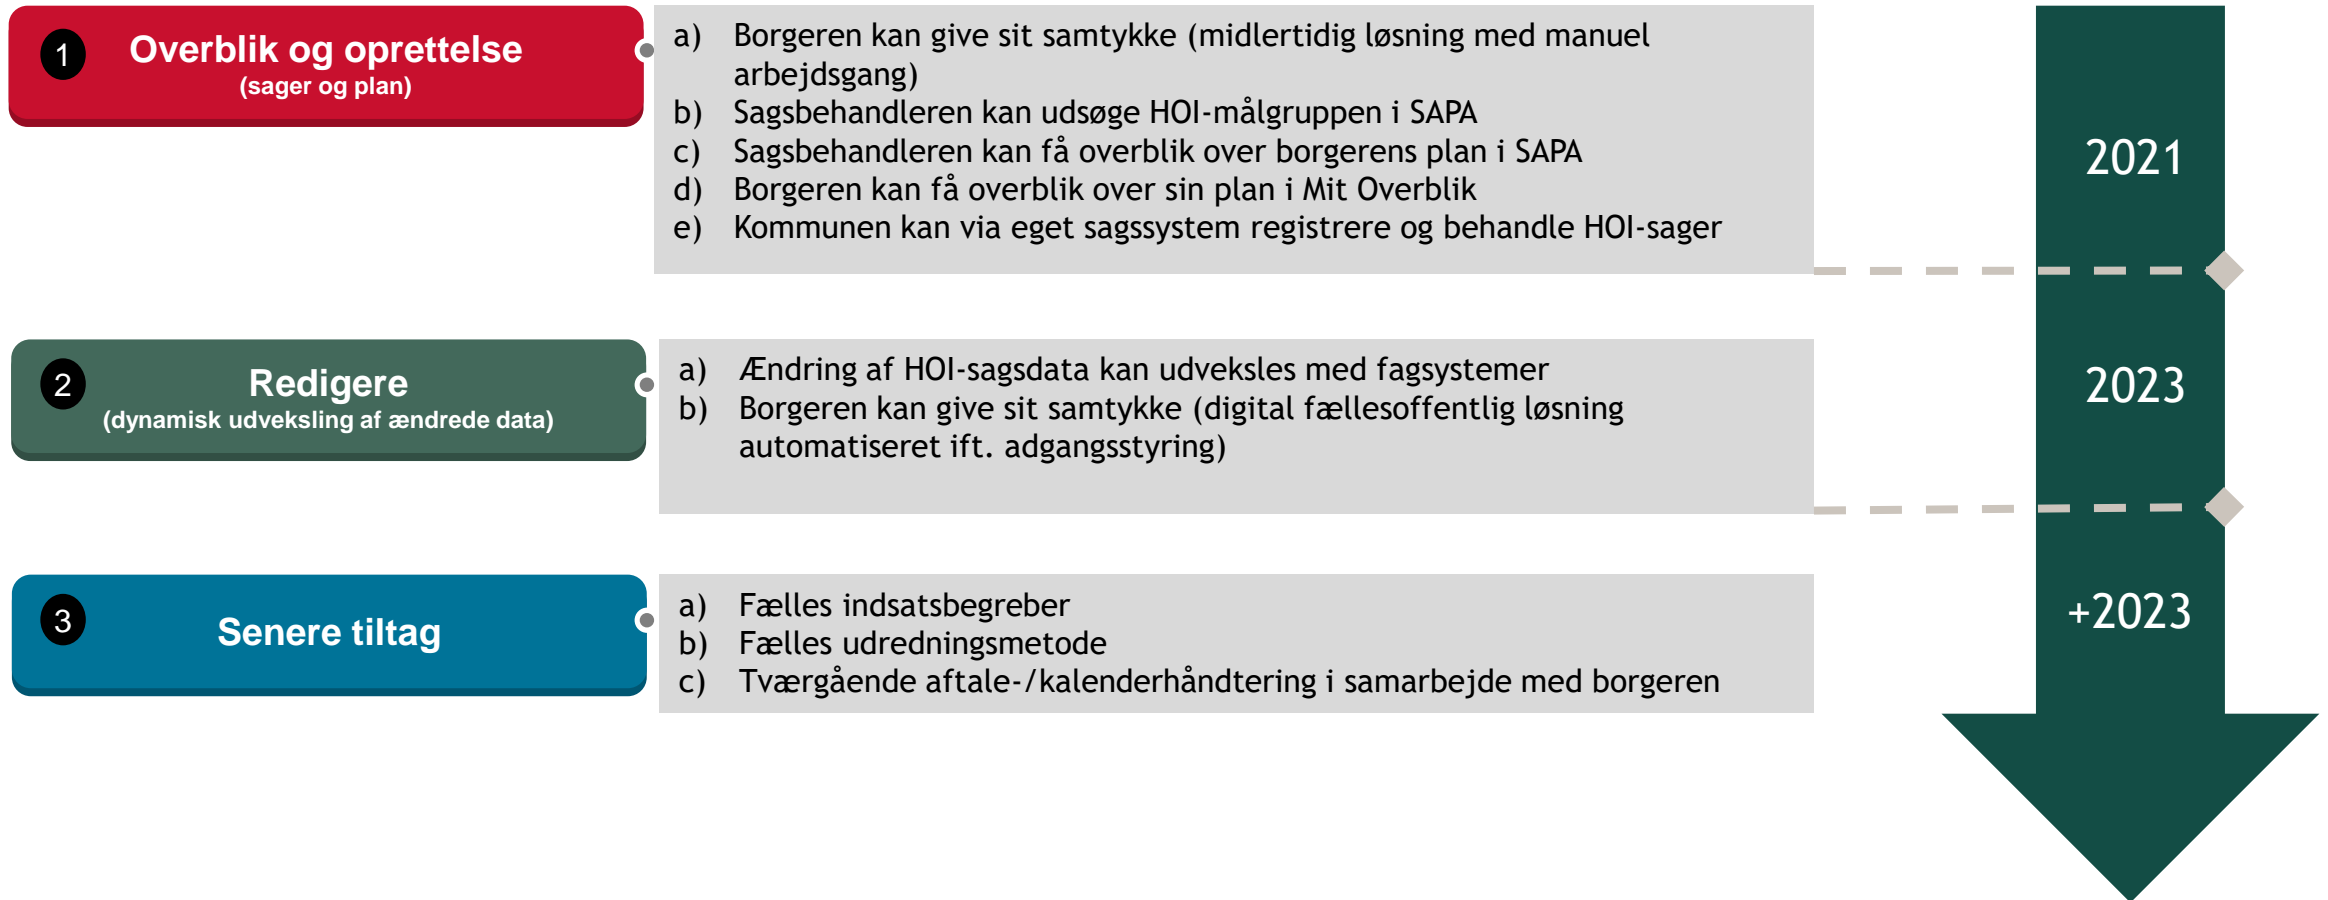 1
Overblik og oprettelse
(sager og plan)
a) Borgeren kan give sit samtykke (midlertidig løsning med manuel
arbejdsgang)
b) Sagsbehandleren kan udsøge HOI-målgruppen i SAPA
c) Sagsbehandleren kan få overblik over borgerens plan i SAPA
d) Borgeren kan få overblik over sin plan i Mit Overblik
e) Kommunen kan via eget sagssystem registrere og behandle HOI-sager
2021
2
Redigere
(dynamisk udveksling af ændrede data)
a) Ændring af HOI-sagsdata kan udveksles med fagsystemer
b) Borgeren kan give sit samtykke (digital fællesoffentlig løsning
automatiseret ift. adgangsstyring)
2023
3
Senere tiltag
a) Fælles indsatsbegreber
b) Fælles udredningsmetode
c) Tværgående aftale-/kalenderhåndtering i samarbejde med borgeren
+2023